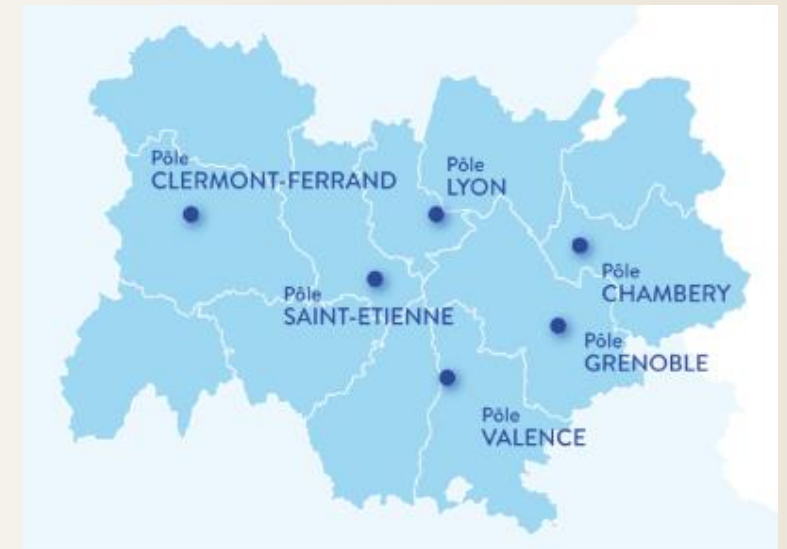 Pôle
CLERMONT-FERRAND
Pôle
LYON
Pôle
CHAMBERY
Pôle
SAINT-ETIENNE
Pôle
GRENOBLE
Pôle
VALENCE